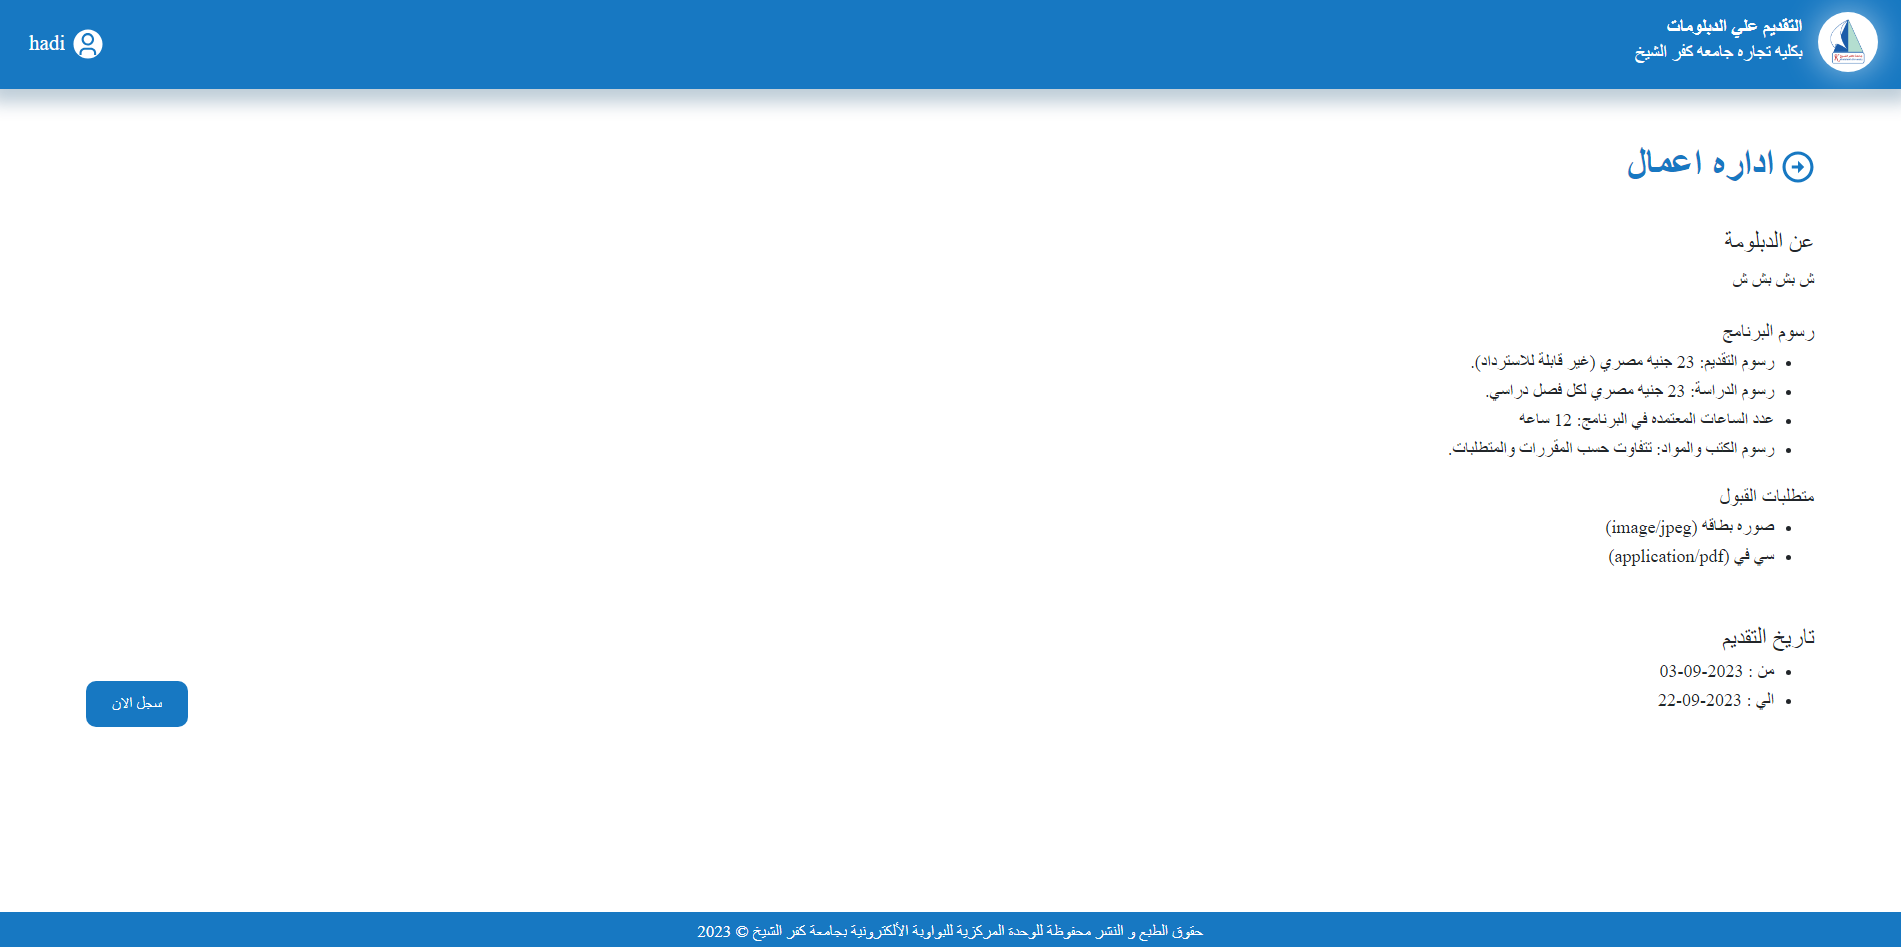 التقديم علي الدبلومات
بكليه تجاره جامعه كفر الشيخ
hadi
اداره اعمال
عن الدبلومة
ش بش بش ش
رسوم البرنامج
رسوم التقديم: 23 جنيه مصري (غير قابلة للاسترداد).
رسوم الدراسة: 23 جنيه مصري لكل فصل دراسي.
عدد الساعات المعتمده في البرنامج: 12 ساعه
رسوم الكتب والمواد: تتفاوت حسب المقررات والمتطلبات.
متطلبات القبول
صوره بطاقه (image/jpeg)
سي في (application/pdf)
تاريخ التقديم
من : 2023-09-03
الي : 2023-09-22
سجل الان
حقوق الطبع و النشر محفوظة للوحدة المركزية للبواوبة الألكترونية بجامعة كفر الشيخ © 2023